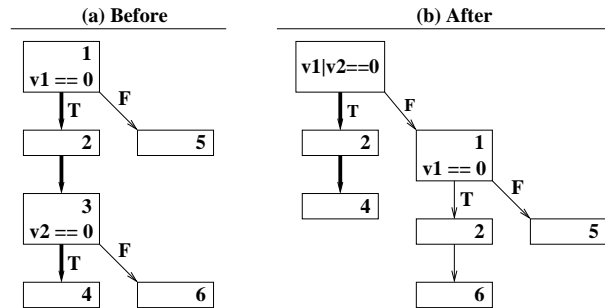 (a) Before
1
v1 == 0
T
F
2
5
3
v2 == 0
T
F
4
6
(b) After
v1|v2==0
T
F
2
1
v1 == 0
4
T
F
2
5
6